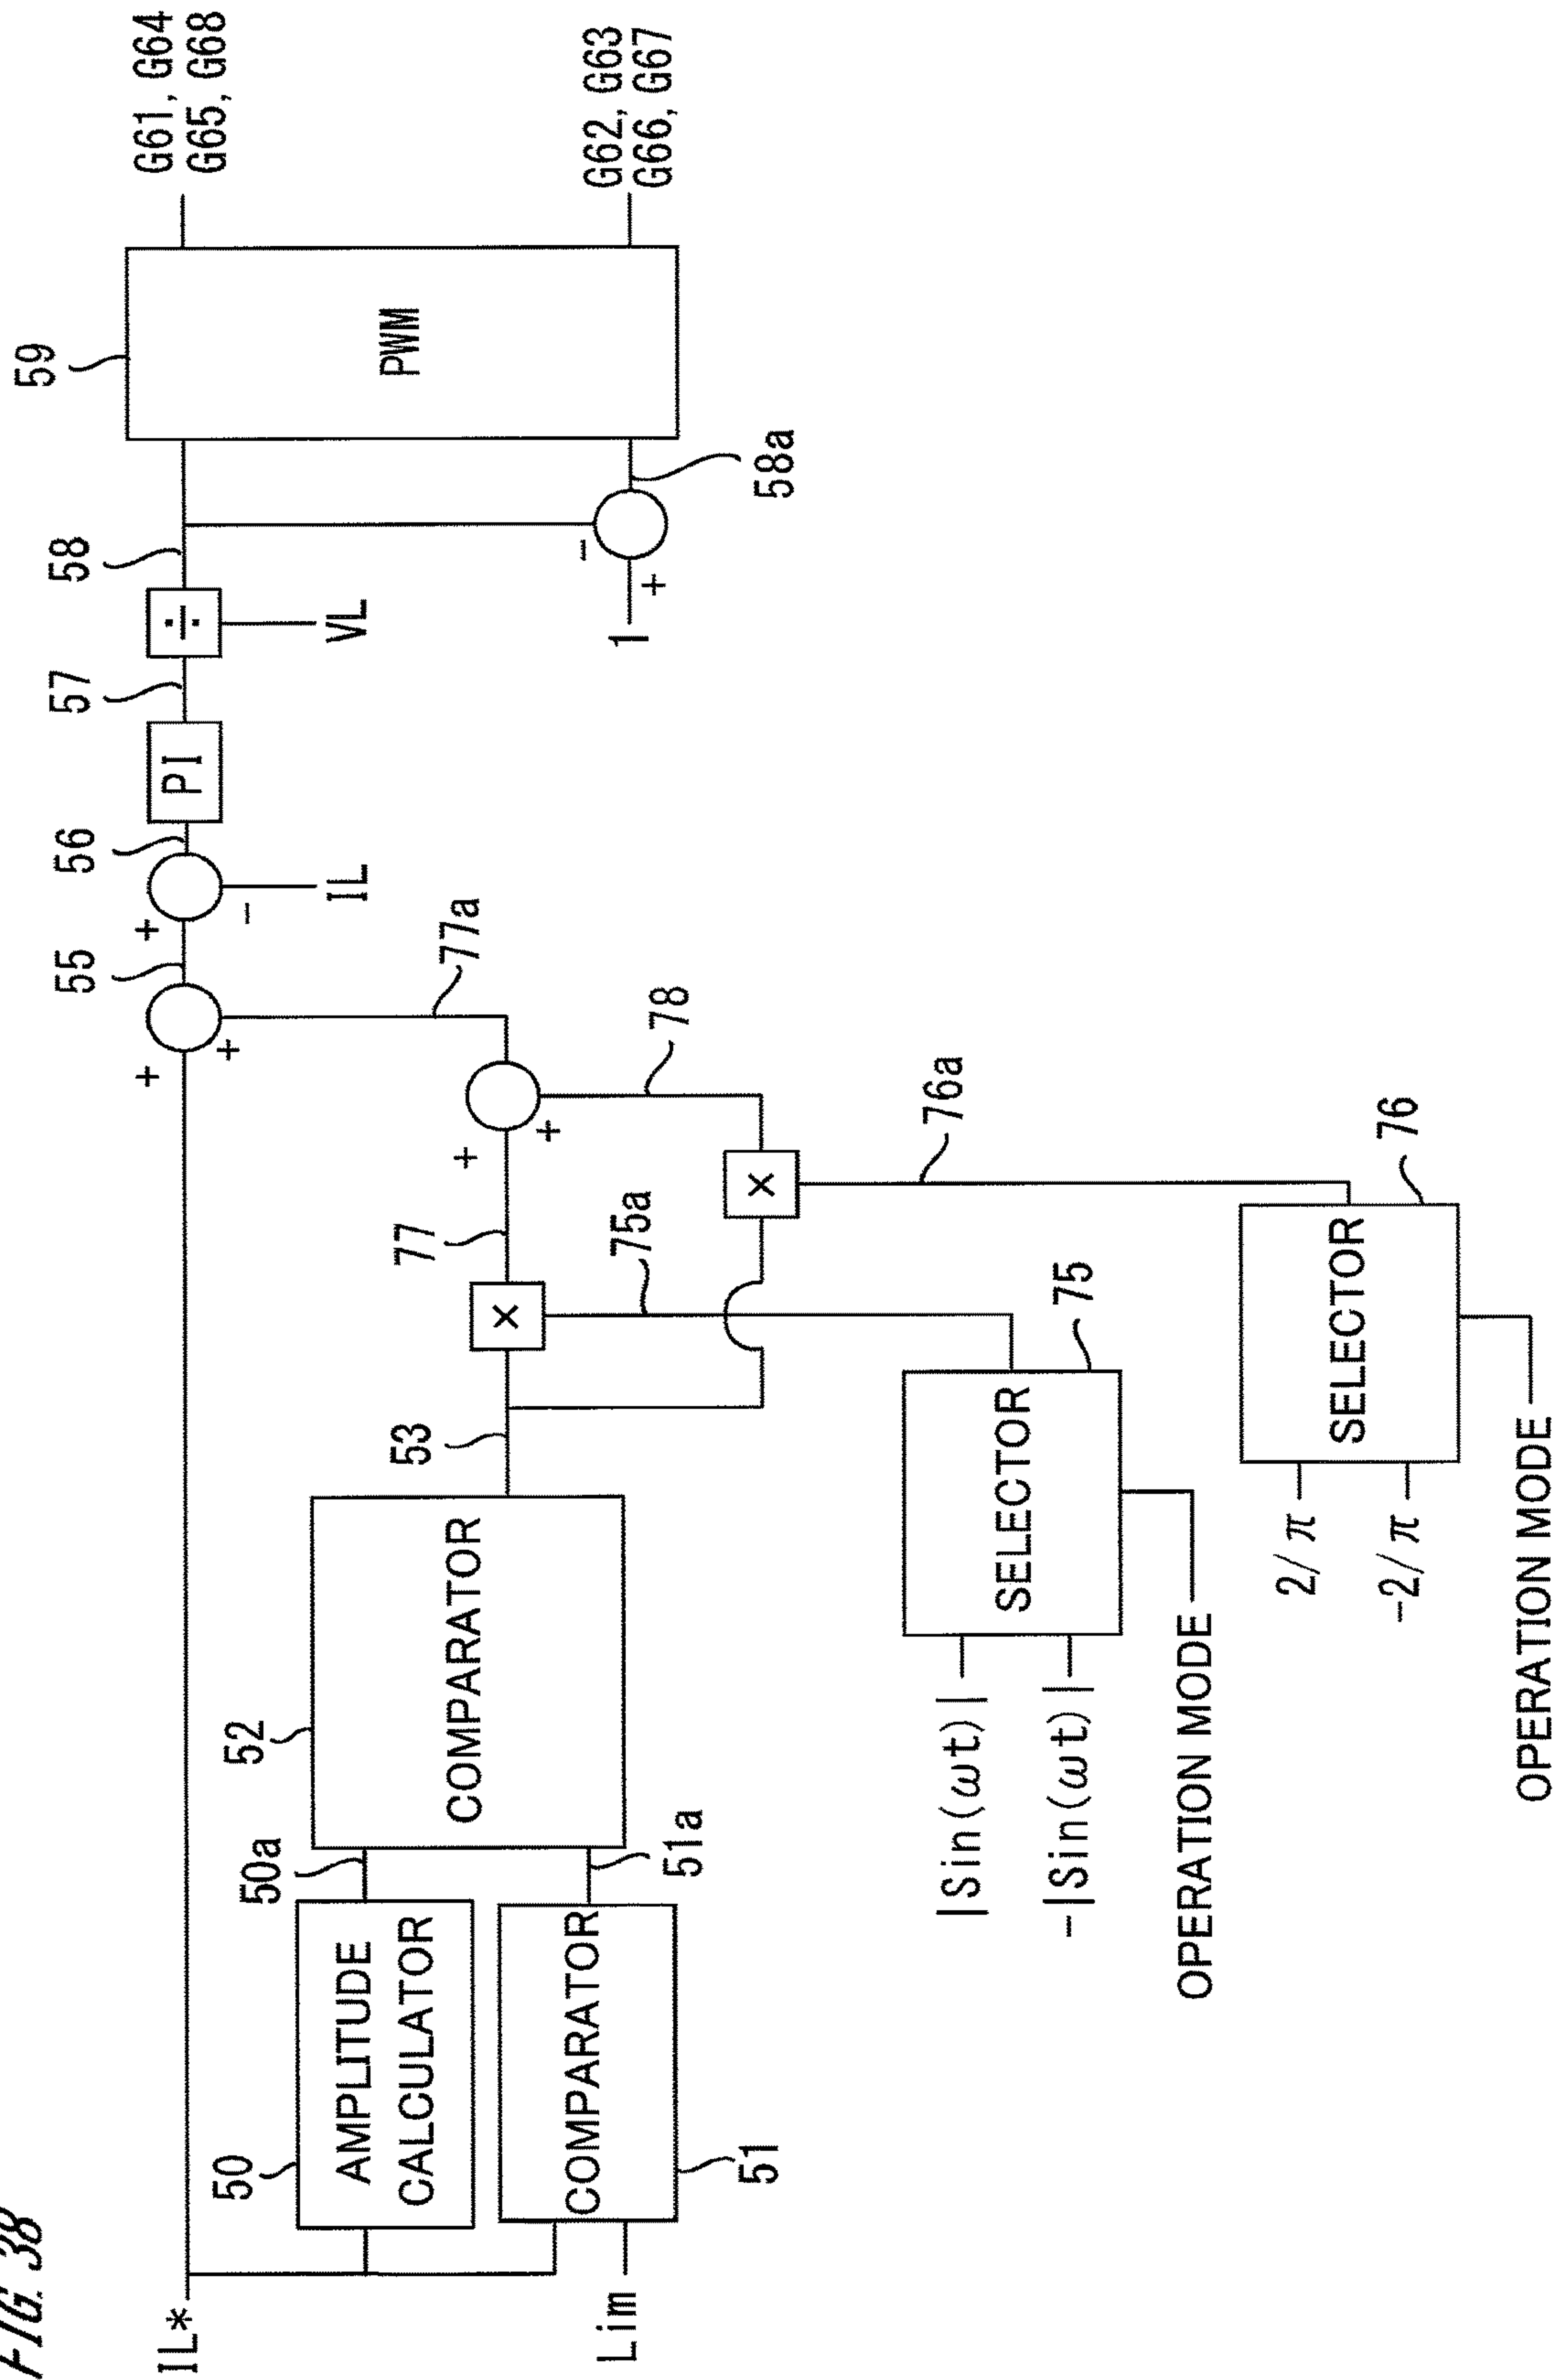 FIG. 38
IL*
Lim
50
AMPLITUDE
CALCULATOR
50a
COMPARATOR
51
51a
52
COMPARATOR
53
|Sin(ωt)|
-|Sin(ωt)|
OPERATION MODE
SELECTOR
75
75a
×
77
2/π
-2/π
OPERATION MODE
SELECTOR
76
76a
×
78
+
+
77a
+
+
55
+
-
IL
56
PI
57
÷
VL
58
1
+
-
58a
59
PWM
G61, G64
G65, G68
G62, G63
G66, G67